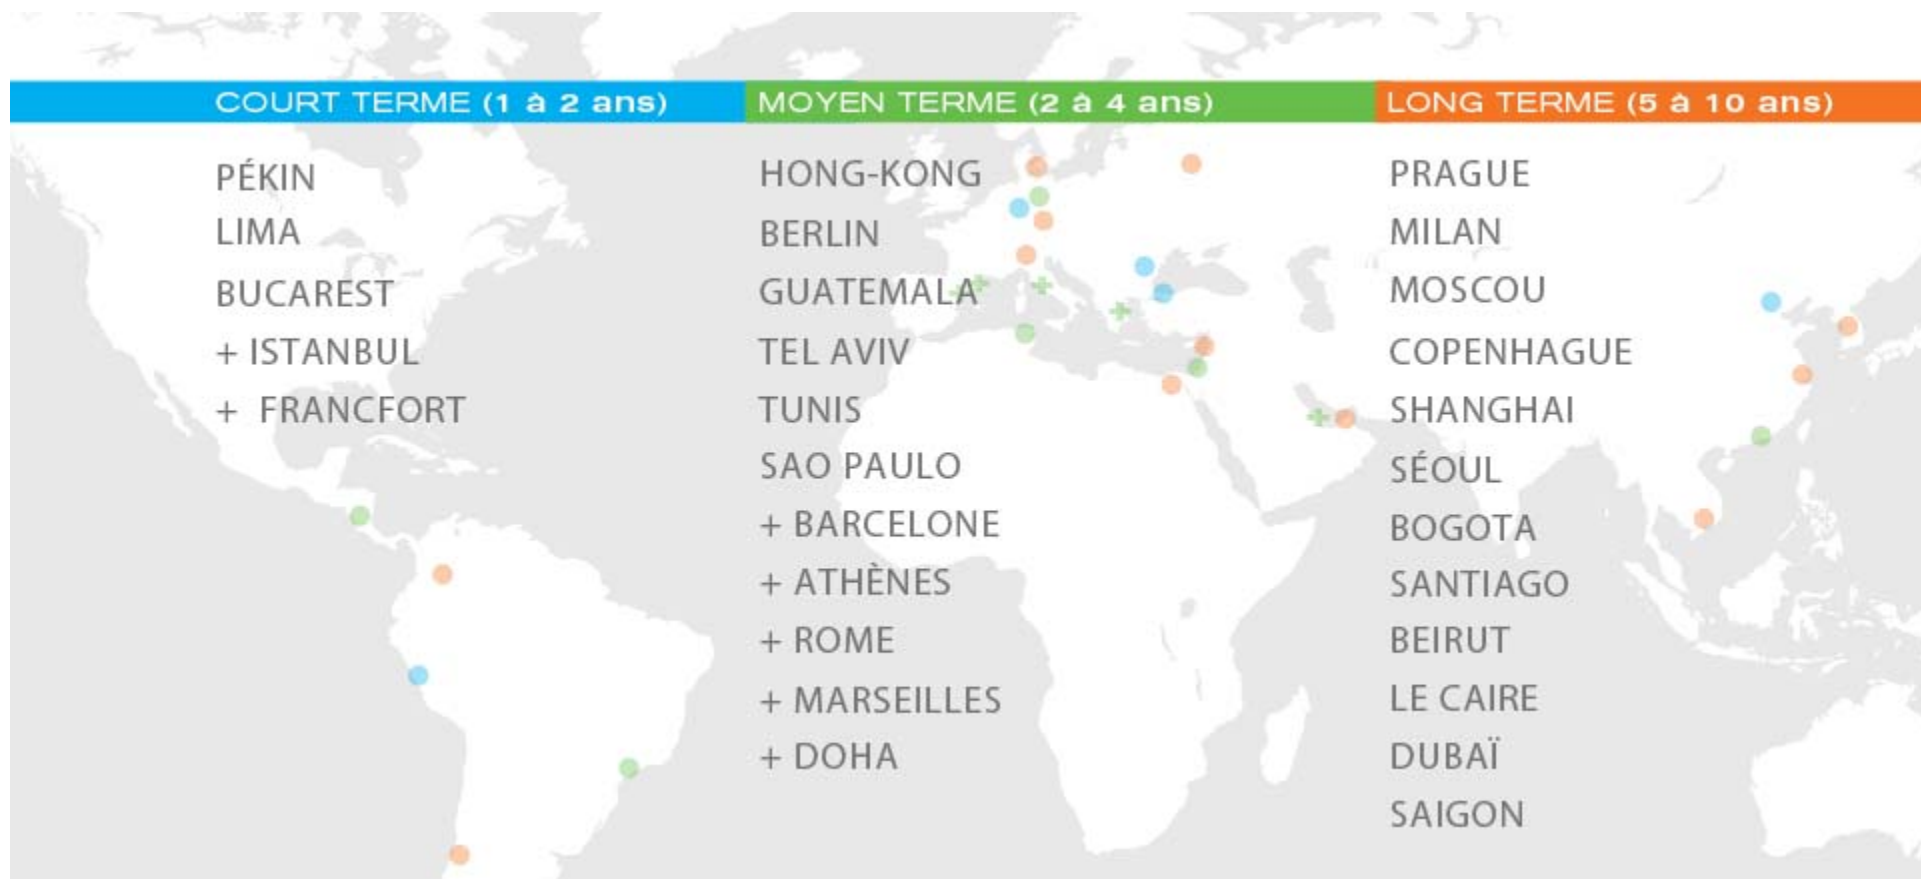 COURT TERME (1 à 2 ans)
PÉKIN
LIMA
BUCAREST
+ ISTANBUL
+ FRANCFORT
MOYEN TERME (2 à 4 ans)
HONG-KONG
BERLIN
GUATEMALA
TEL AVIV
TUNIS
SAO PAULO
+ BARCELONE
+ ATHÈNES
+ ROME
+ MARSEILLES
+ DOHA
LONG TERME (5 à 10 ans)
PRAGUE
MILAN
MOSCOU
COPENHAGUE
SHANGHAI
SÉOUL
BOGOTA
SANTIAGO
BEIRUT
LE CAIRE
DUBAÏ
SAIGON